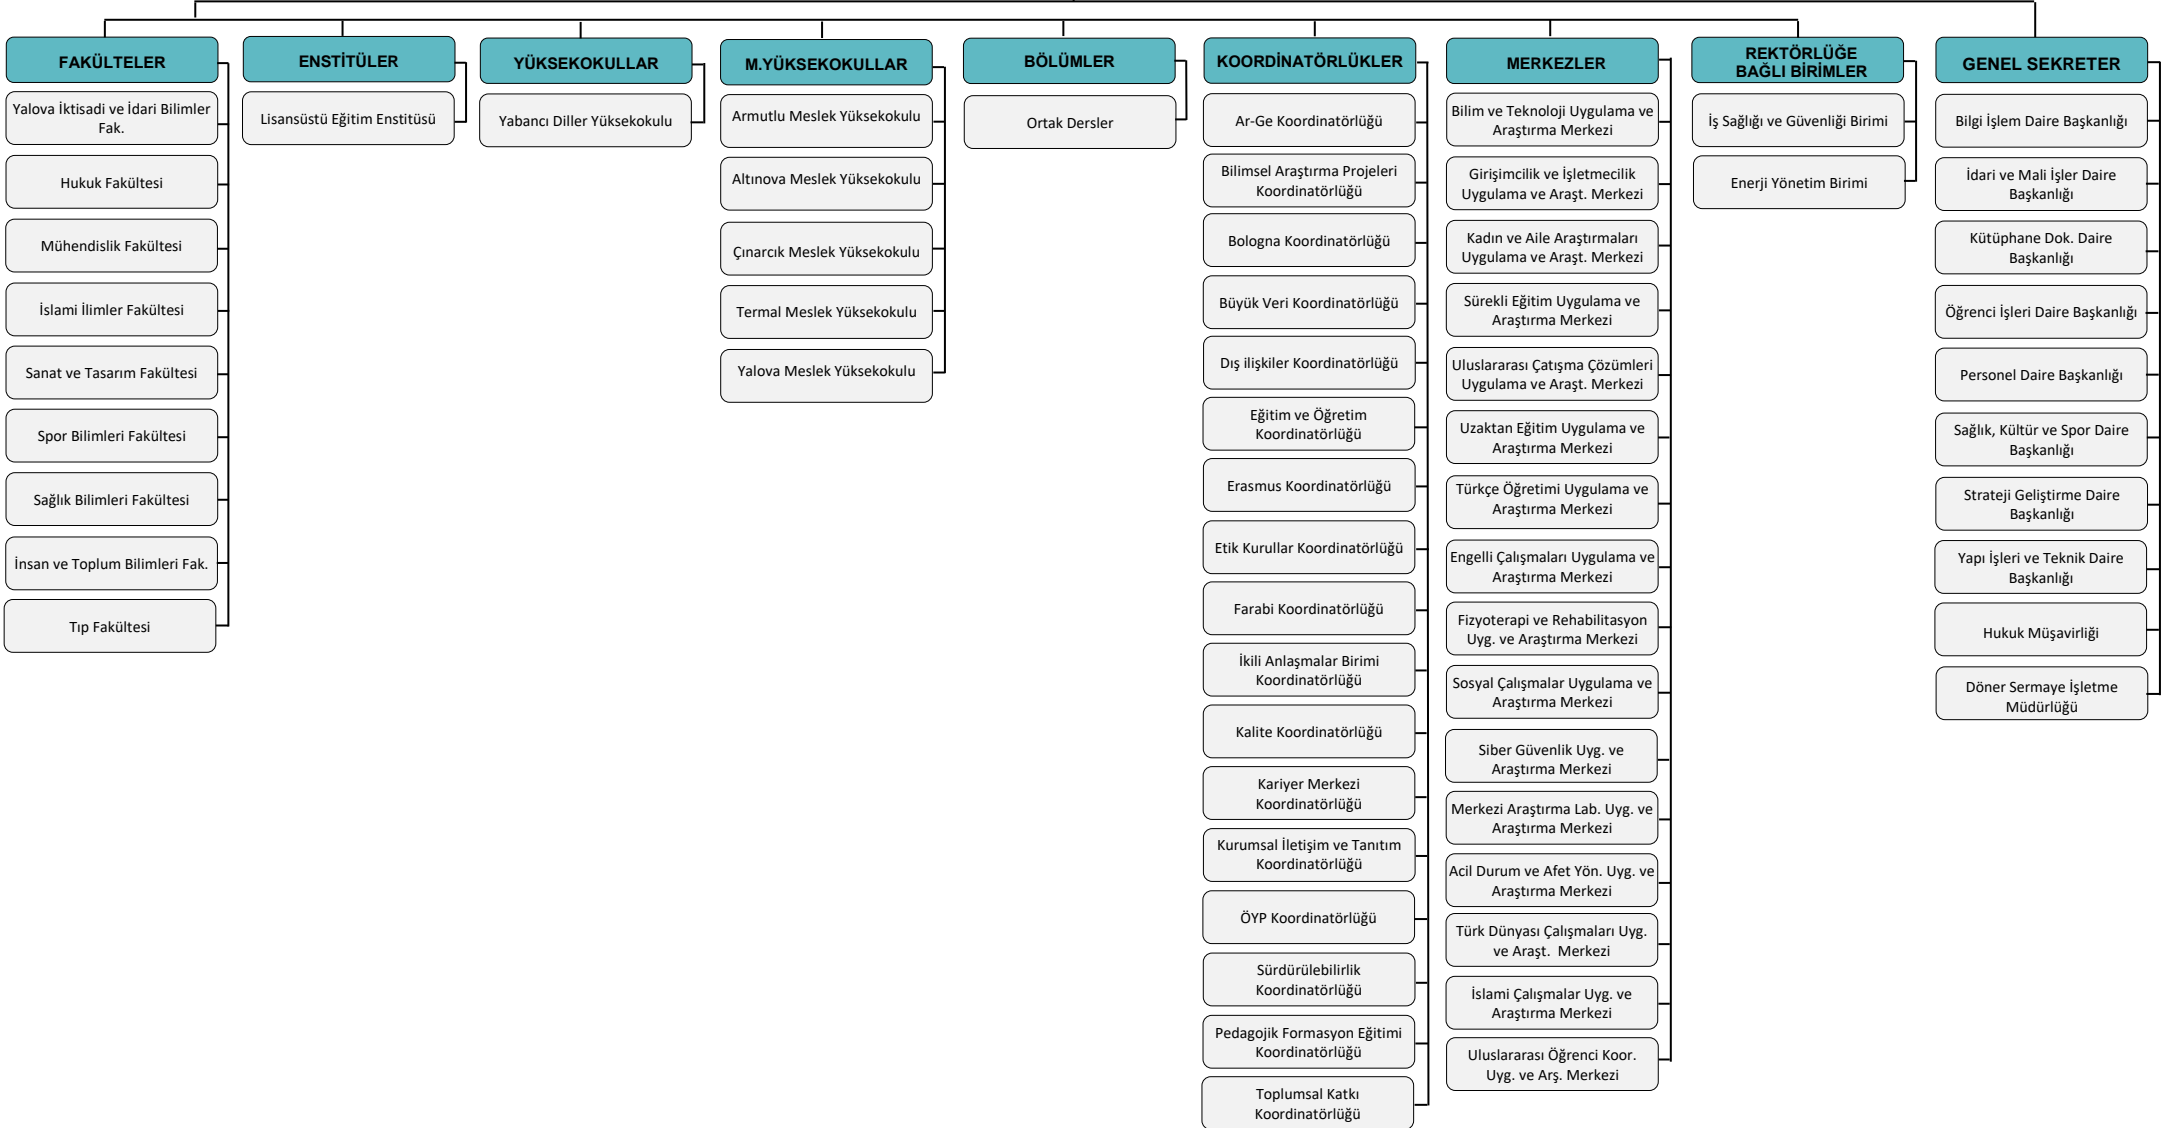 FAKÜLTELER
Yalova İktisadi ve İdari Bilimler
Fak.
Hukuk Fakültesi
Mühendislik Fakültesi
İslami İlimler Fakültesi
Sanat ve Tasarım Fakültesi
Spor Bilimleri Fakültesi
Sağlık Bilimleri Fakültesi
İnsan ve Toplum Bilimleri Fak.
Tıp Fakültesi
ENSTİTÜLER
Lisansüstü Eğitim Enstitüsü
YÜKSEKOKULLAR
Yabancı Diller Yüksekokulu
M.YÜKSEKOKULLAR
Armutlu Meslek Yüksekokulu
Altınova Meslek Yüksekokulu
Çınarcık Meslek Yüksekokulu
Termal Meslek Yüksekokulu
Yalova Meslek Yüksekokulu
BÖLÜMLER
Ortak Dersler
KOORDİNATÖRLÜKLER
Ar-Ge Koordinatörlüğü
Bilimsel Araştırma Projeleri
Koordinatörlüğü
Bologna Koordinatörlüğü
Büyük Veri Koordinatörlüğü
Dış ilişkiler Koordinatörlüğü
Eğitim ve Öğretim
Koordinatörlüğü
Erasmus Koordinatörlüğü
Etik Kurullar Koordinatörlüğü
Farabi Koordinatörlüğü
İkili Anlaşmalar Birimi
Koordinatörlüğü
Kalite Koordinatörlüğü
Kariyer Merkezi
Koordinatörlüğü
Kurumsal İletişim ve Tanıtım
Koordinatörlüğü
ÖYP Koordinatörlüğü
Sürdürülebilirlik
Koordinatörlüğü
Pedagojik Formasyon Eğitimi
Koordinatörlüğü
Toplumsal Katkı
Koordinatörlüğü
MERKEZLER
Bilim ve Teknoloji Uygulama ve
Araştırma Merkezi
Girişimcilik ve İşletmecilik
Uygulama ve Araşt. Merkezi
Kadın ve Aile Araştırmaları
Uygulama ve Araşt. Merkezi
Sürekli Eğitim Uygulama ve
Araştırma Merkezi
Uluslararası Çatışma Çözümleri
Uygulama ve Araşt. Merkezi
Uzaktan Eğitim Uygulama ve
Araştırma Merkezi
Türkçe Öğretimi Uygulama ve
Araştırma Merkezi
Engelli Çalışmaları Uygulama ve
Araştırma Merkezi
Fizyoterapi ve Rehabilitasyon
Uyg. ve Araştırma Merkezi
Sosyal Çalışmalar Uygulama ve
Araştırma Merkezi
Siber Güvenlik Uyg. ve
Araştırma Merkezi
Merkezi Araştırma Lab. Uyg. ve
Araştırma Merkezi
Acil Durum ve Afet Yön. Uyg. ve
Araştırma Merkezi
Türk Dünyası Çalışmaları Uyg.
ve Araşt. Merkezi
İslami Çalışmalar Uyg. ve
Araştırma Merkezi
Uluslararası Öğrenci Koor.
Uyg. ve Arş. Merkezi
REKTÖRLÜĞE
BAĞLI BİRİMLER
İş Sağlığı ve Güvenliği Birimi
Enerji Yönetim Birimi
GENEL SEKRETER
Bilgi İşlem Daire Başkanlığı
İdari ve Mali İşler Daire
Başkanlığı
Kütüphane Dok. Daire
Başkanlığı
Öğrenci İşleri Daire Başkanlığı
Personel Daire Başkanlığı
Sağlık, Kültür ve Spor Daire
Başkanlığı
Strateji Geliştirme Daire
Başkanlığı
Yapı İşleri ve Teknik Daire
Başkanlığı
Hukuk Müşavirliği
Döner Sermaye İşletme
Müdürlüğü